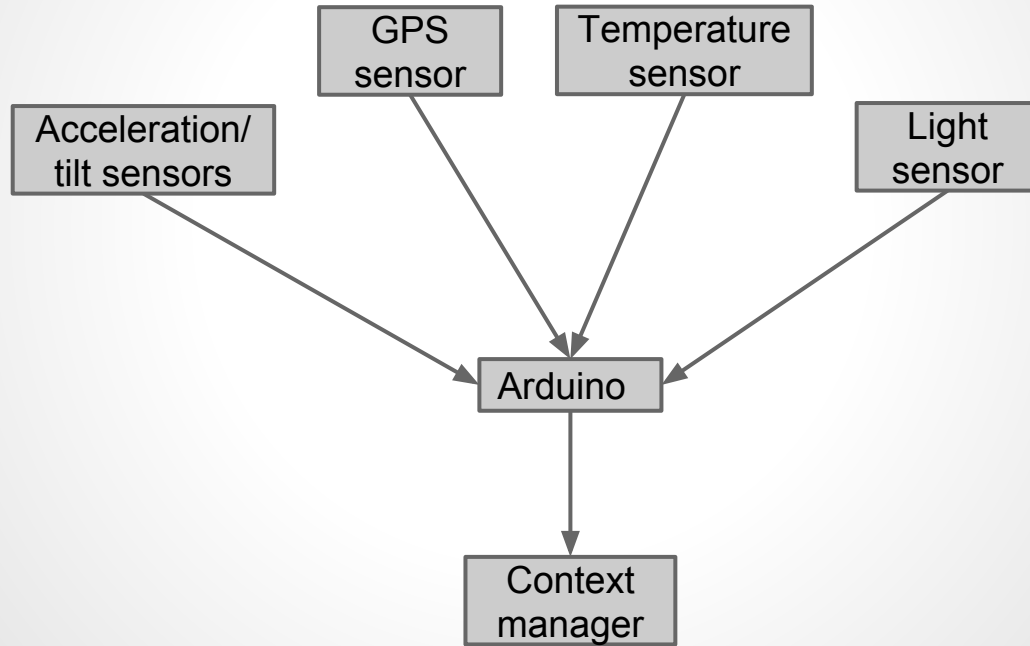 GPS
sensor
Temperature
sensor
Acceleration/
tilt sensors
Light
sensor
Arduino
Context
manager